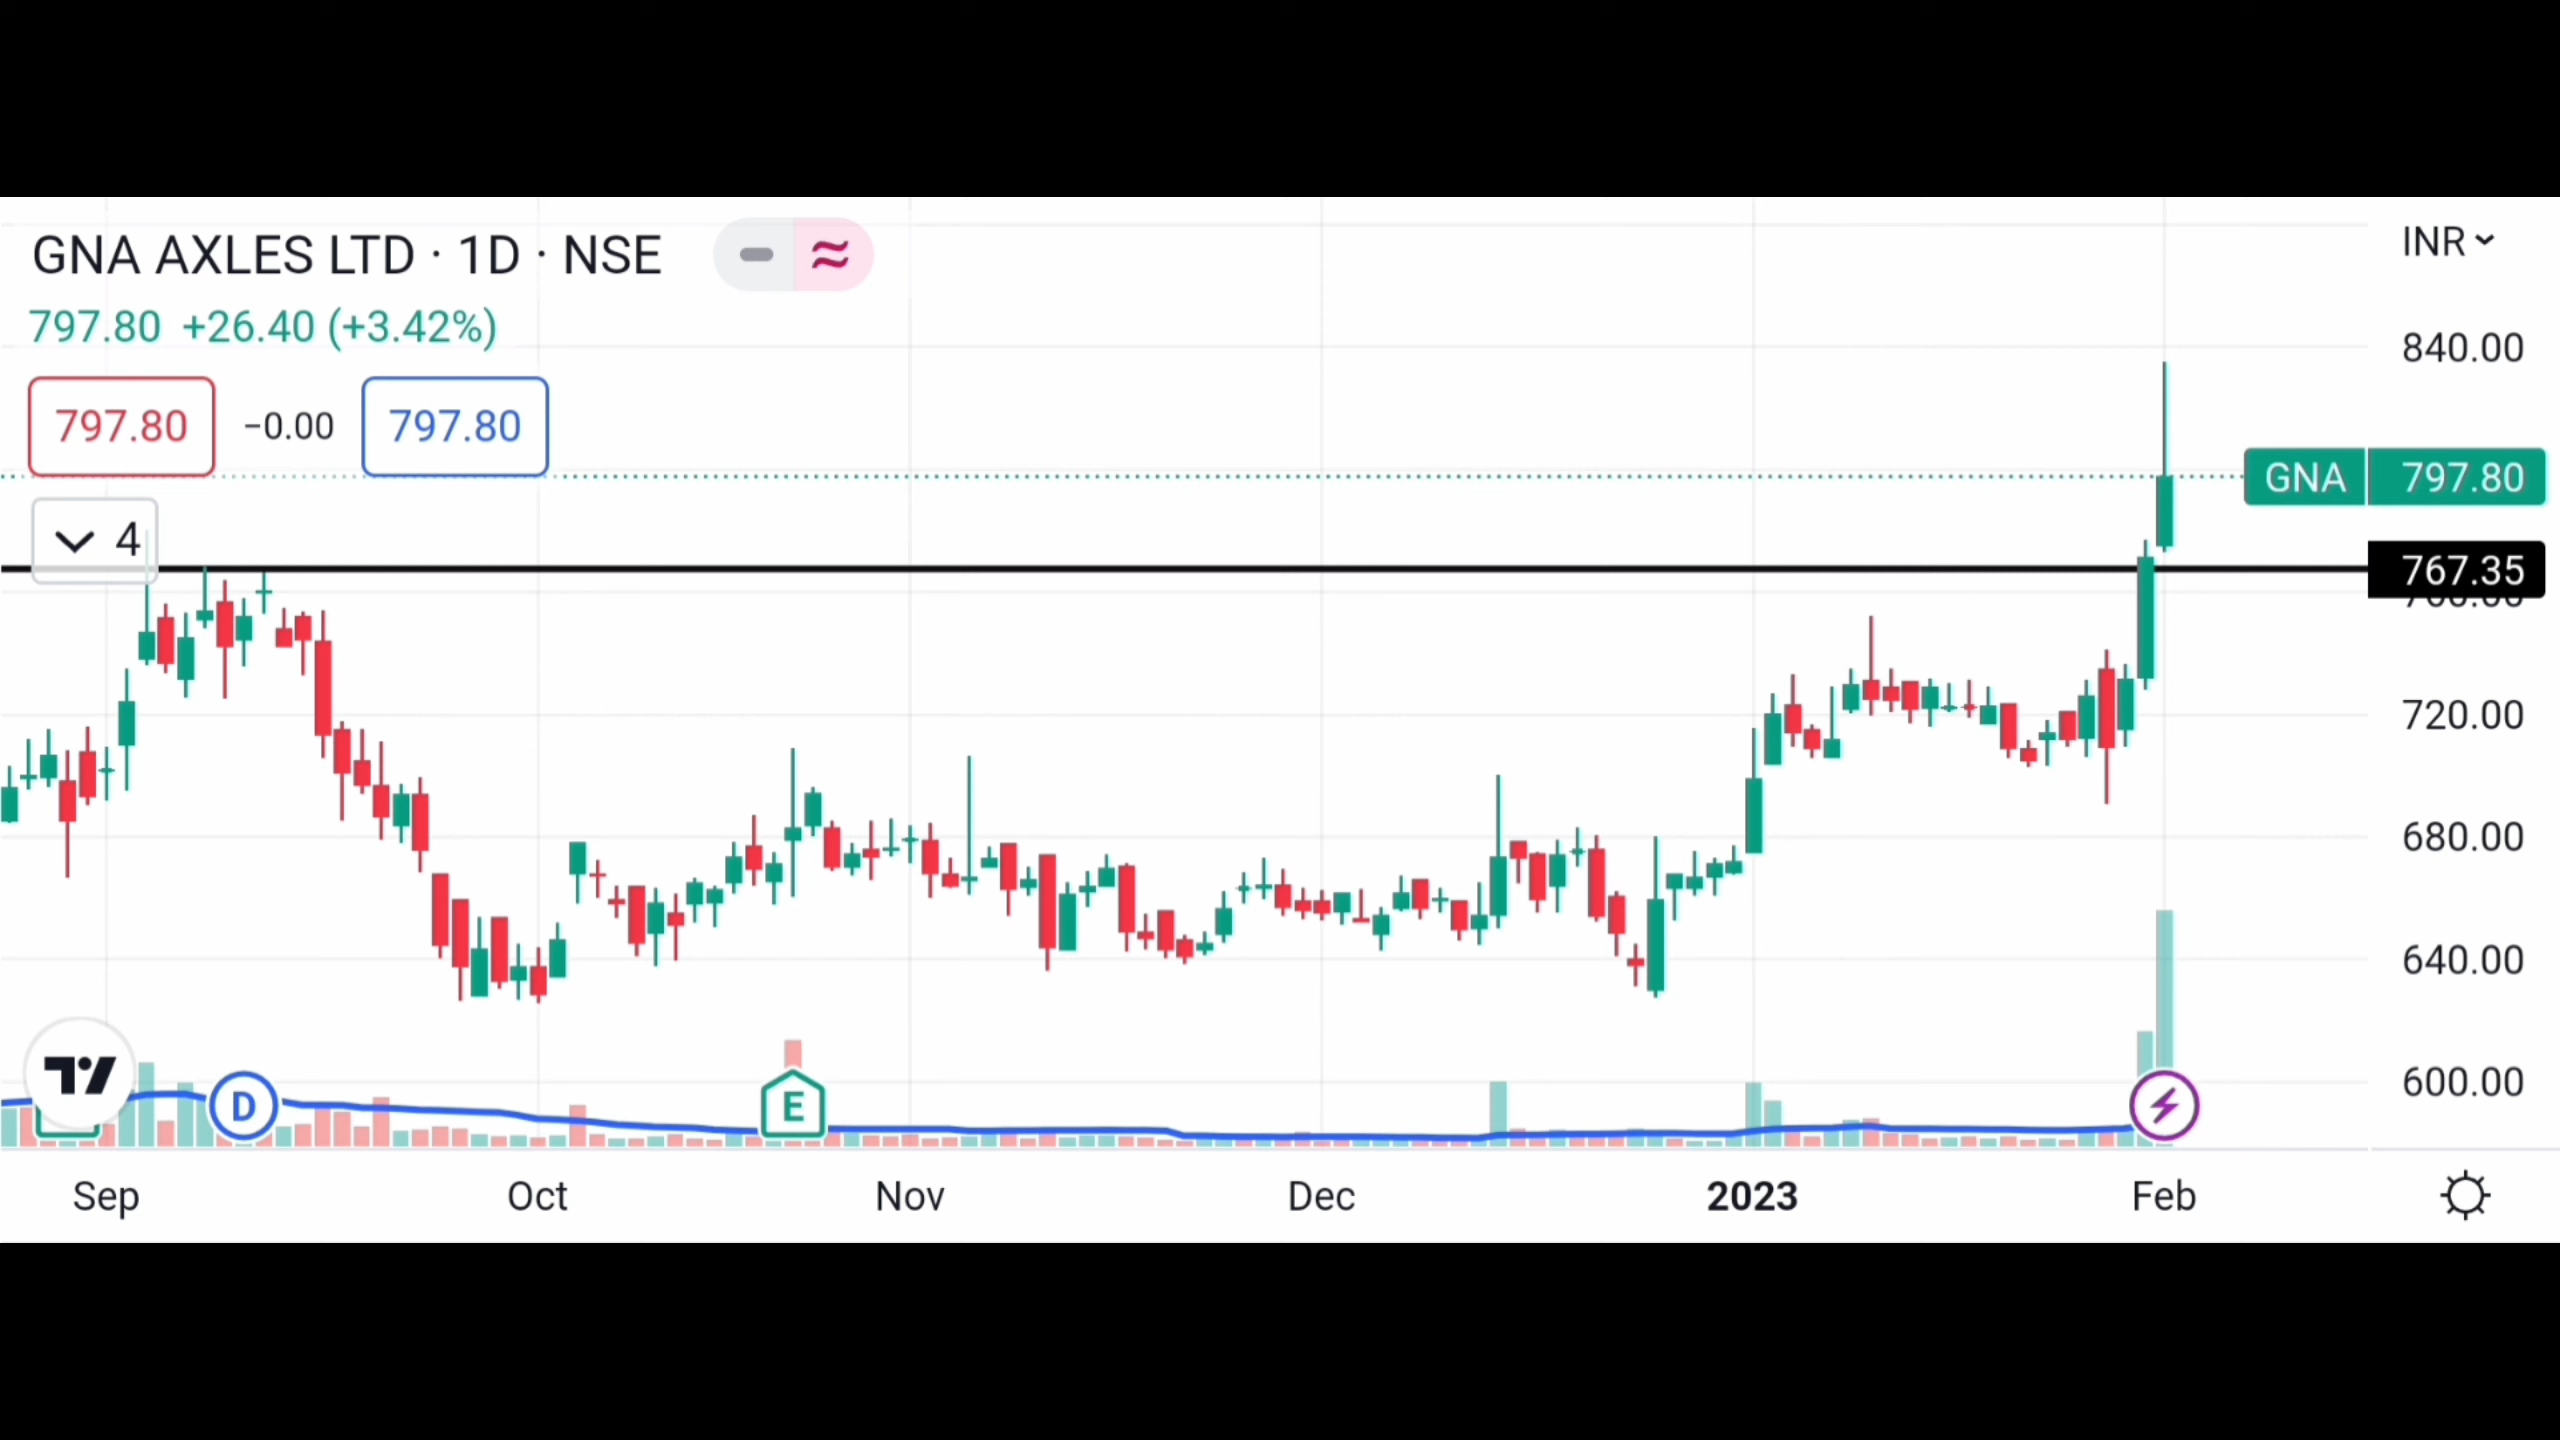 GNA AXLES LTD · 1D · NSE
INR
797.80 +26.40 (+3.42%)
840.00
797.80 −0.00 797.80
GNA 797.80
4
767.35
720.00
680.00
640.00
600.00
D
E
Sep Oct Nov Dec 2023 Feb